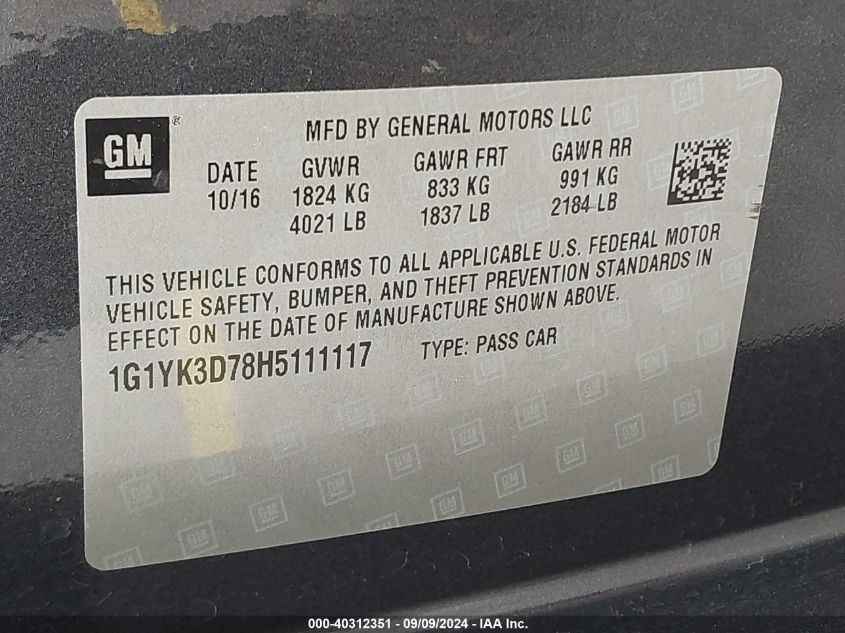 GM
MFD BY GENERAL MOTORS LLC
DATE GVWR GAWR FRT GAWR RR
10/16 1824 KG 833 KG 991 KG
4021 LB 1837 LB 2184 LB
THIS VEHICLE CONFORMS TO ALL APPLICABLE U.S. FEDERAL MOTOR
VEHICLE SAFETY, BUMPER, AND THEFT PREVENTION STANDARDS IN
EFFECT ON THE DATE OF MANUFACTURE SHOWN ABOVE.
1G1YK3D78H5111117 TYPE: PASS CAR
000-40312351 - 09/09/2024 - IAA Inc.